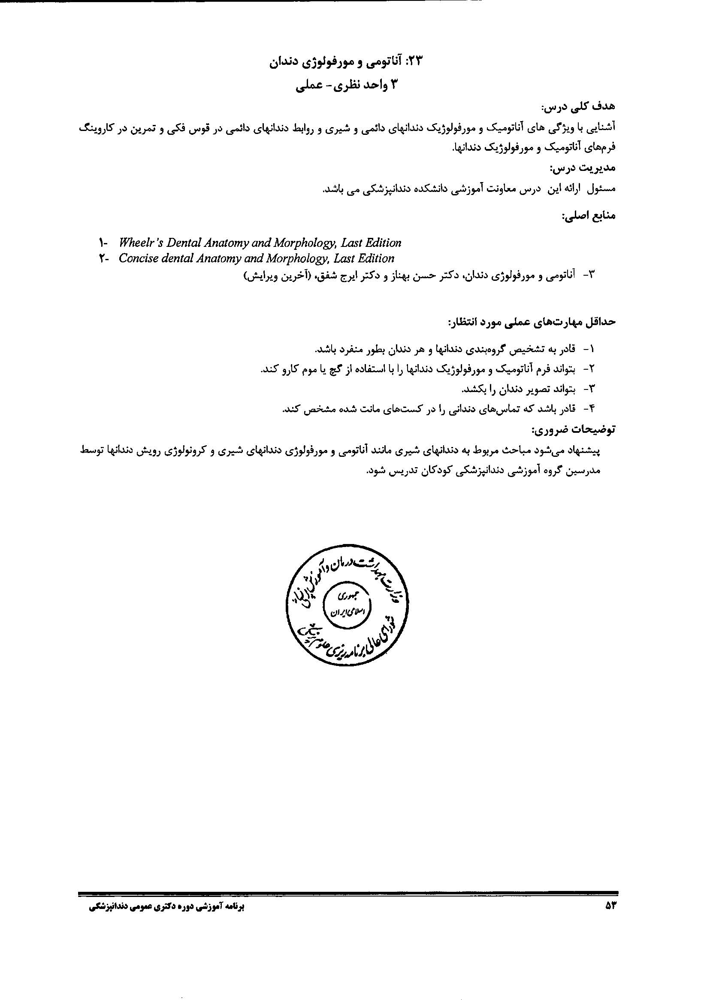 ۲۳: آناتومی و مورفولوژی دندان
۳ واحد نظری- عملی
هدف کلی درس:
آشنایی با ویژگی های آناتومیک و مورفولوژیک دندانهای دائمی و شیری و روابط دندانهای دائمی در قوس فکی و تمرین در کاروینگ
فرم‌های آناتومیک و مورفولوژیک دندانها.
مدیریت درس:
مسئول ارائه این درس معاونت آموزشی دانشکده دندانپزشکی می باشد.
منابع اصلی:
۱- Wheelr's Dental Anatomy and Morphology, Last Edition
۲- Concise dental Anatomy and Morphology, Last Edition
۳- آناتومی و مورفولوژی دندان، دکتر حسن بهناز و دکتر ایرج شفق، (آخرین ویرایش)
حداقل مهارت‌های عملی مورد انتظار:
۱- قادر به تشخیص گروه‌بندی دندانها و هر دندان بطور منفرد باشد.
۲- بتواند فرم آناتومیک و مورفولوژیک دندانها را با استفاده از گچ یا موم کارو کند.
۳- بتواند تصویر دندان را بکشد.
۴- قادر باشد که تماس‌های دندانی را در کست‌های مانت شده مشخص کند.
توضیحات ضروری:
پیشنهاد می‌شود مباحث مربوط به دندانهای شیری مانند آناتومی و مورفولوژی دندانهای شیری و کرونولوژی رویش دندانها توسط
مدرسین گروه آموزشی دندانپزشکی کودکان تدریس شود.
وزارت بهداشت درمان و آموزش پزشکی
جمهوری
اسلامی ایران
شورای عالی برنامه ریزی علوم پزشکی
۵۳
برنامه آموزشی دوره دکتری عمومی دندانپزشکی